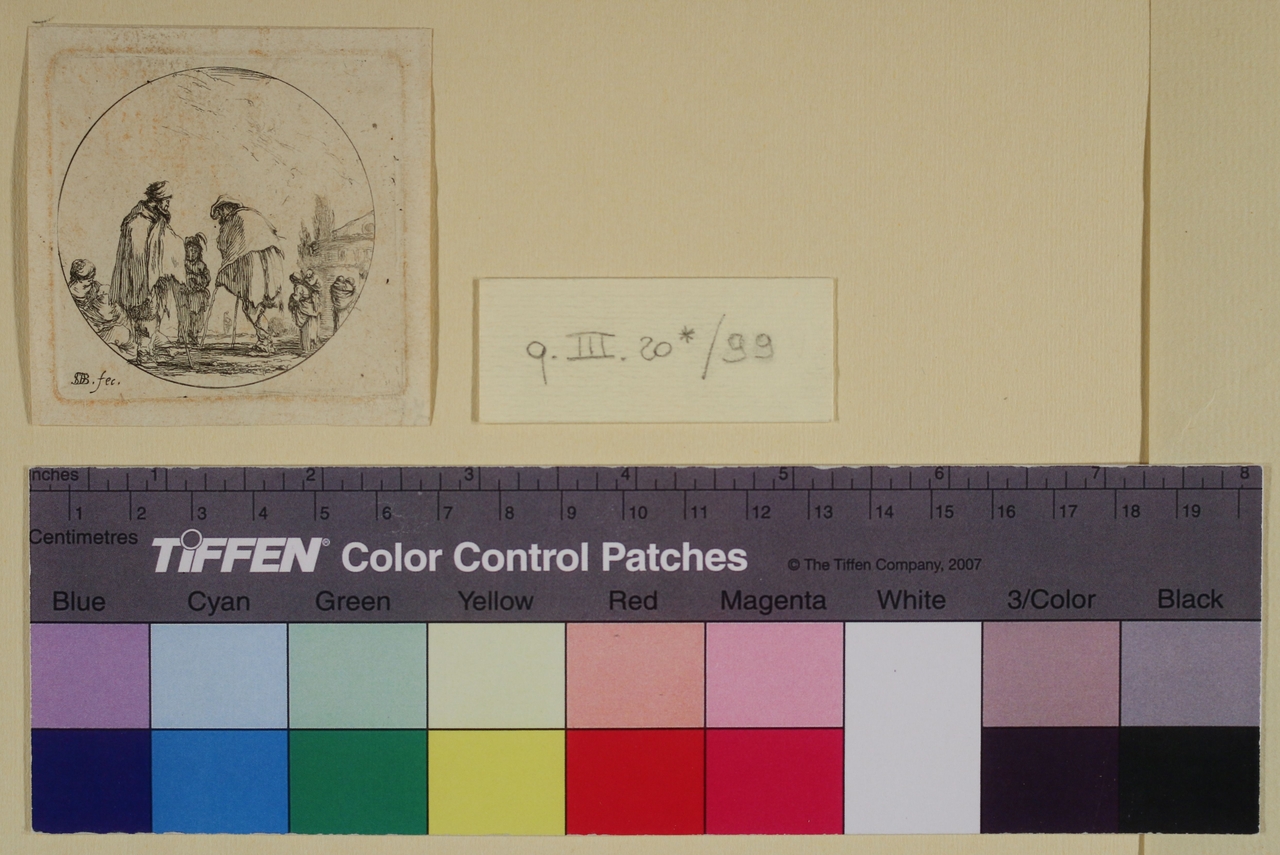 SDB. fec.
9. III. 20*/99
Inches 1 2 3 4 5 6 7 8
1 2 3 4 5 6 7 8 9 10 11 12 13 14 15 16 17 18 19
Centimetres
TIFFEN® Color Control Patches © The Tiffen Company, 2007
Blue Cyan Green Yellow Red Magenta White 3/Color Black